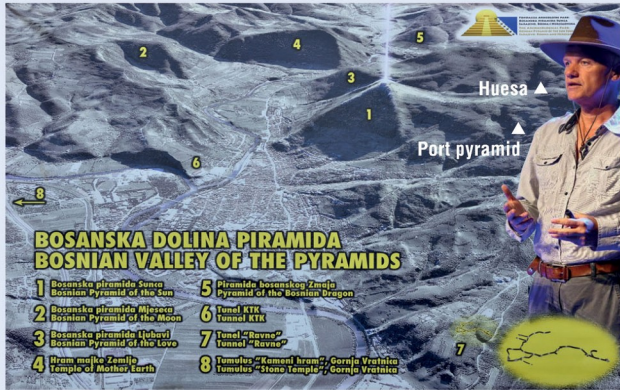 2
4
5
3
1
Huesa ▲
▲
Port pyramid
6
8
BOSANSKA DOLINA PIRAMIDA
BOSNIAN VALLEY OF THE PYRAMIDS
1 Bosanska piramida Sunca
Bosnian Pyramid of the Sun
2 Bosanska piramida Mjeseca
Bosnian Pyramid of the Moon
3 Bosanska piramida Ljubavi
Bosnian Pyramid of the Love
4 Hram majke Zemlje
Temple of Mother Earth
5 Piramida bosanskog Zmaja
Pyramid of the Bosnian Dragon
6 Tunel KTK
Tunnel KTK
7 Tunel "Ravne"
Tunnel "Ravne"
8 Tumulus "Kameni hram", Gornja Vratnica
Tumulus "Stone Temple", Gornja Vratnica
7